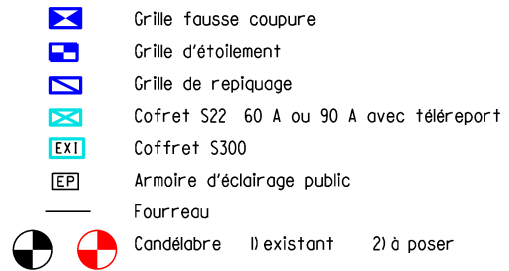 Grille fausse coupure
Grille d'étoilement
Grille de repiquage
Cofret S22 60 A ou 90 A avec téléreport
EXI Coffret S300
EP Armoire d'éclairage public
Fourreau
Candélabre 1) existant 2) à poser